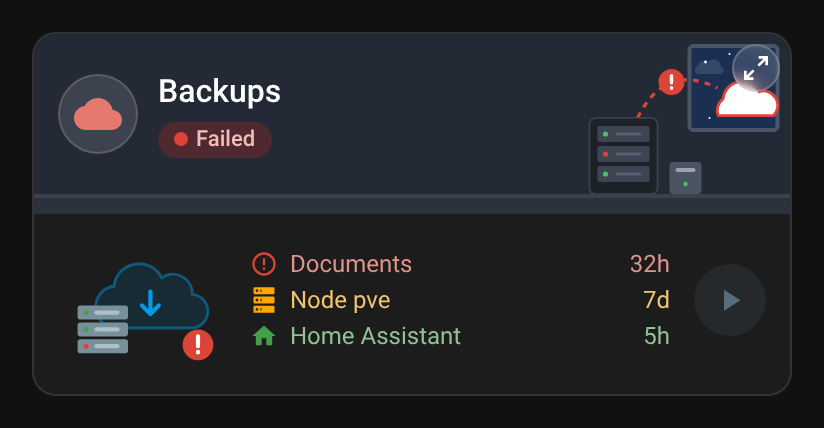 Backups
Failed
Documents 32h
Node pve 7d
Home Assistant 5h